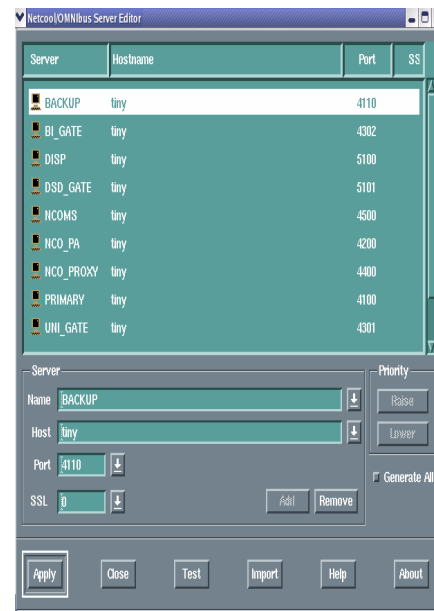 Netcool/OMNIbus Server Editor
Server Hostname Port SS
BACKUP tiny 4110
BI_GATE tiny 4302
DISP tiny 5100
DSD_GATE tiny 5101
NCOMS tiny 4500
NCO_PA tiny 4200
NCO_PROXY tiny 4400
PRIMARY tiny 4100
UNI_GATE tiny 4301
Server
Priority
Name BACKUP
Raise
Host tiny
Lower
Port 4110
Generate All
SSL 0
Add Remove
Apply Close Test Import Help About